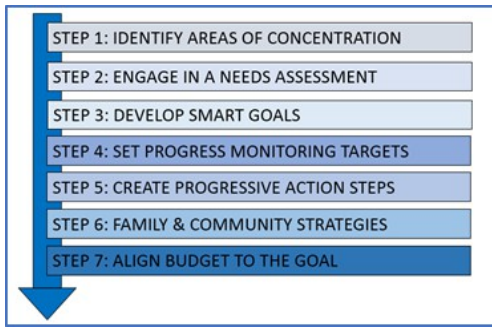 STEP 1: IDENTIFY AREAS OF CONCENTRATION
STEP 2: ENGAGE IN A NEEDS ASSESSMENT
STEP 3: DEVELOP SMART GOALS
STEP 4: SET PROGRESS MONITORING TARGETS
STEP 5: CREATE PROGRESSIVE ACTION STEPS
STEP 6: FAMILY & COMMUNITY STRATEGIES
STEP 7: ALIGN BUDGET TO THE GOAL